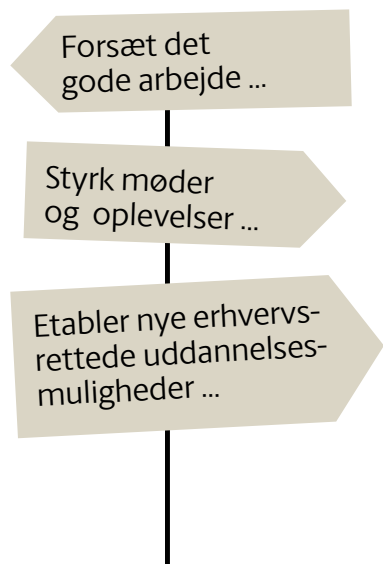 Forsæt det
gode arbejde ...
Styrk møder
og oplevelser ...
Etabler nye erhvervs-
rettede uddannelses-
muligheder ...